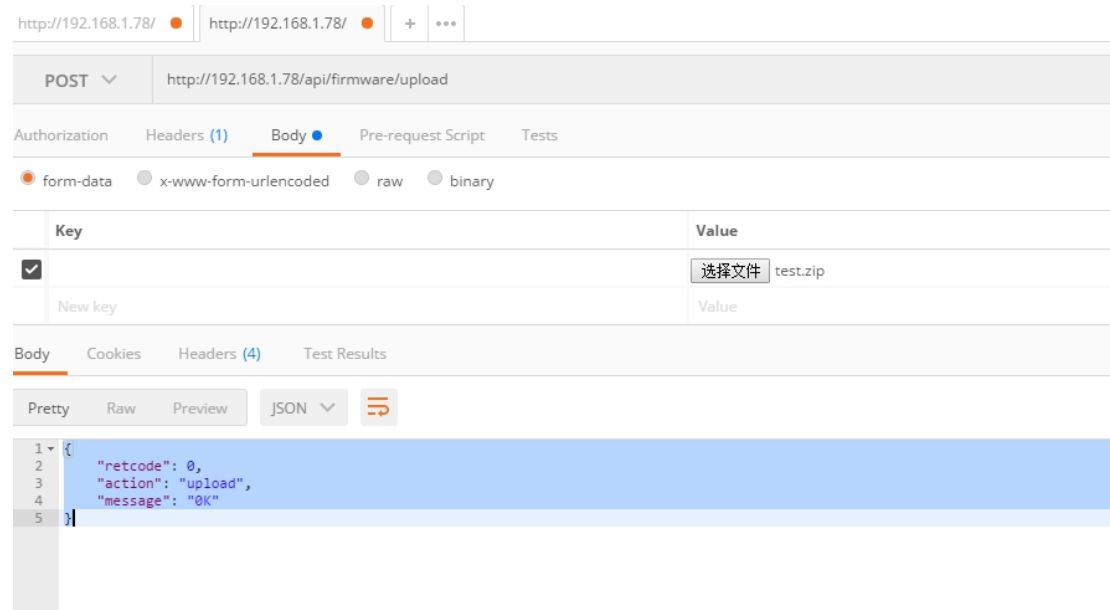 http://192.168.1.78/ http://192.168.1.78/ + •••
POST http://192.168.1.78/api/firmware/upload
Authorization Headers (1) Body Pre-request Script Tests
form-data x-www-form-urlencoded raw binary
Key Value
选择文件 test.zip
New key Value
Body Cookies Headers (4) Test Results
Pretty Raw Preview JSON
1 {
2 "retcode": 0,
3 "action": "upload",
4 "message": "0K"
5 }